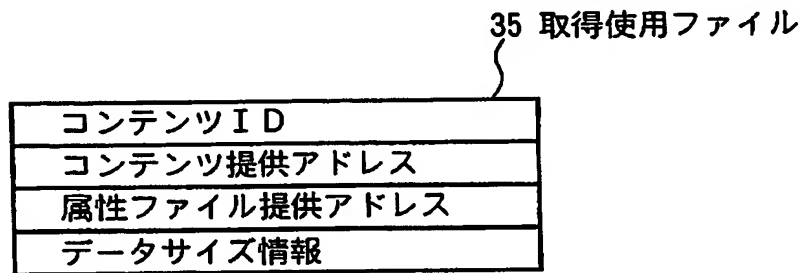 35 取得使用ファイル
コンテンツＩＤ
コンテンツ提供アドレス
属性ファイル提供アドレス
データサイズ情報